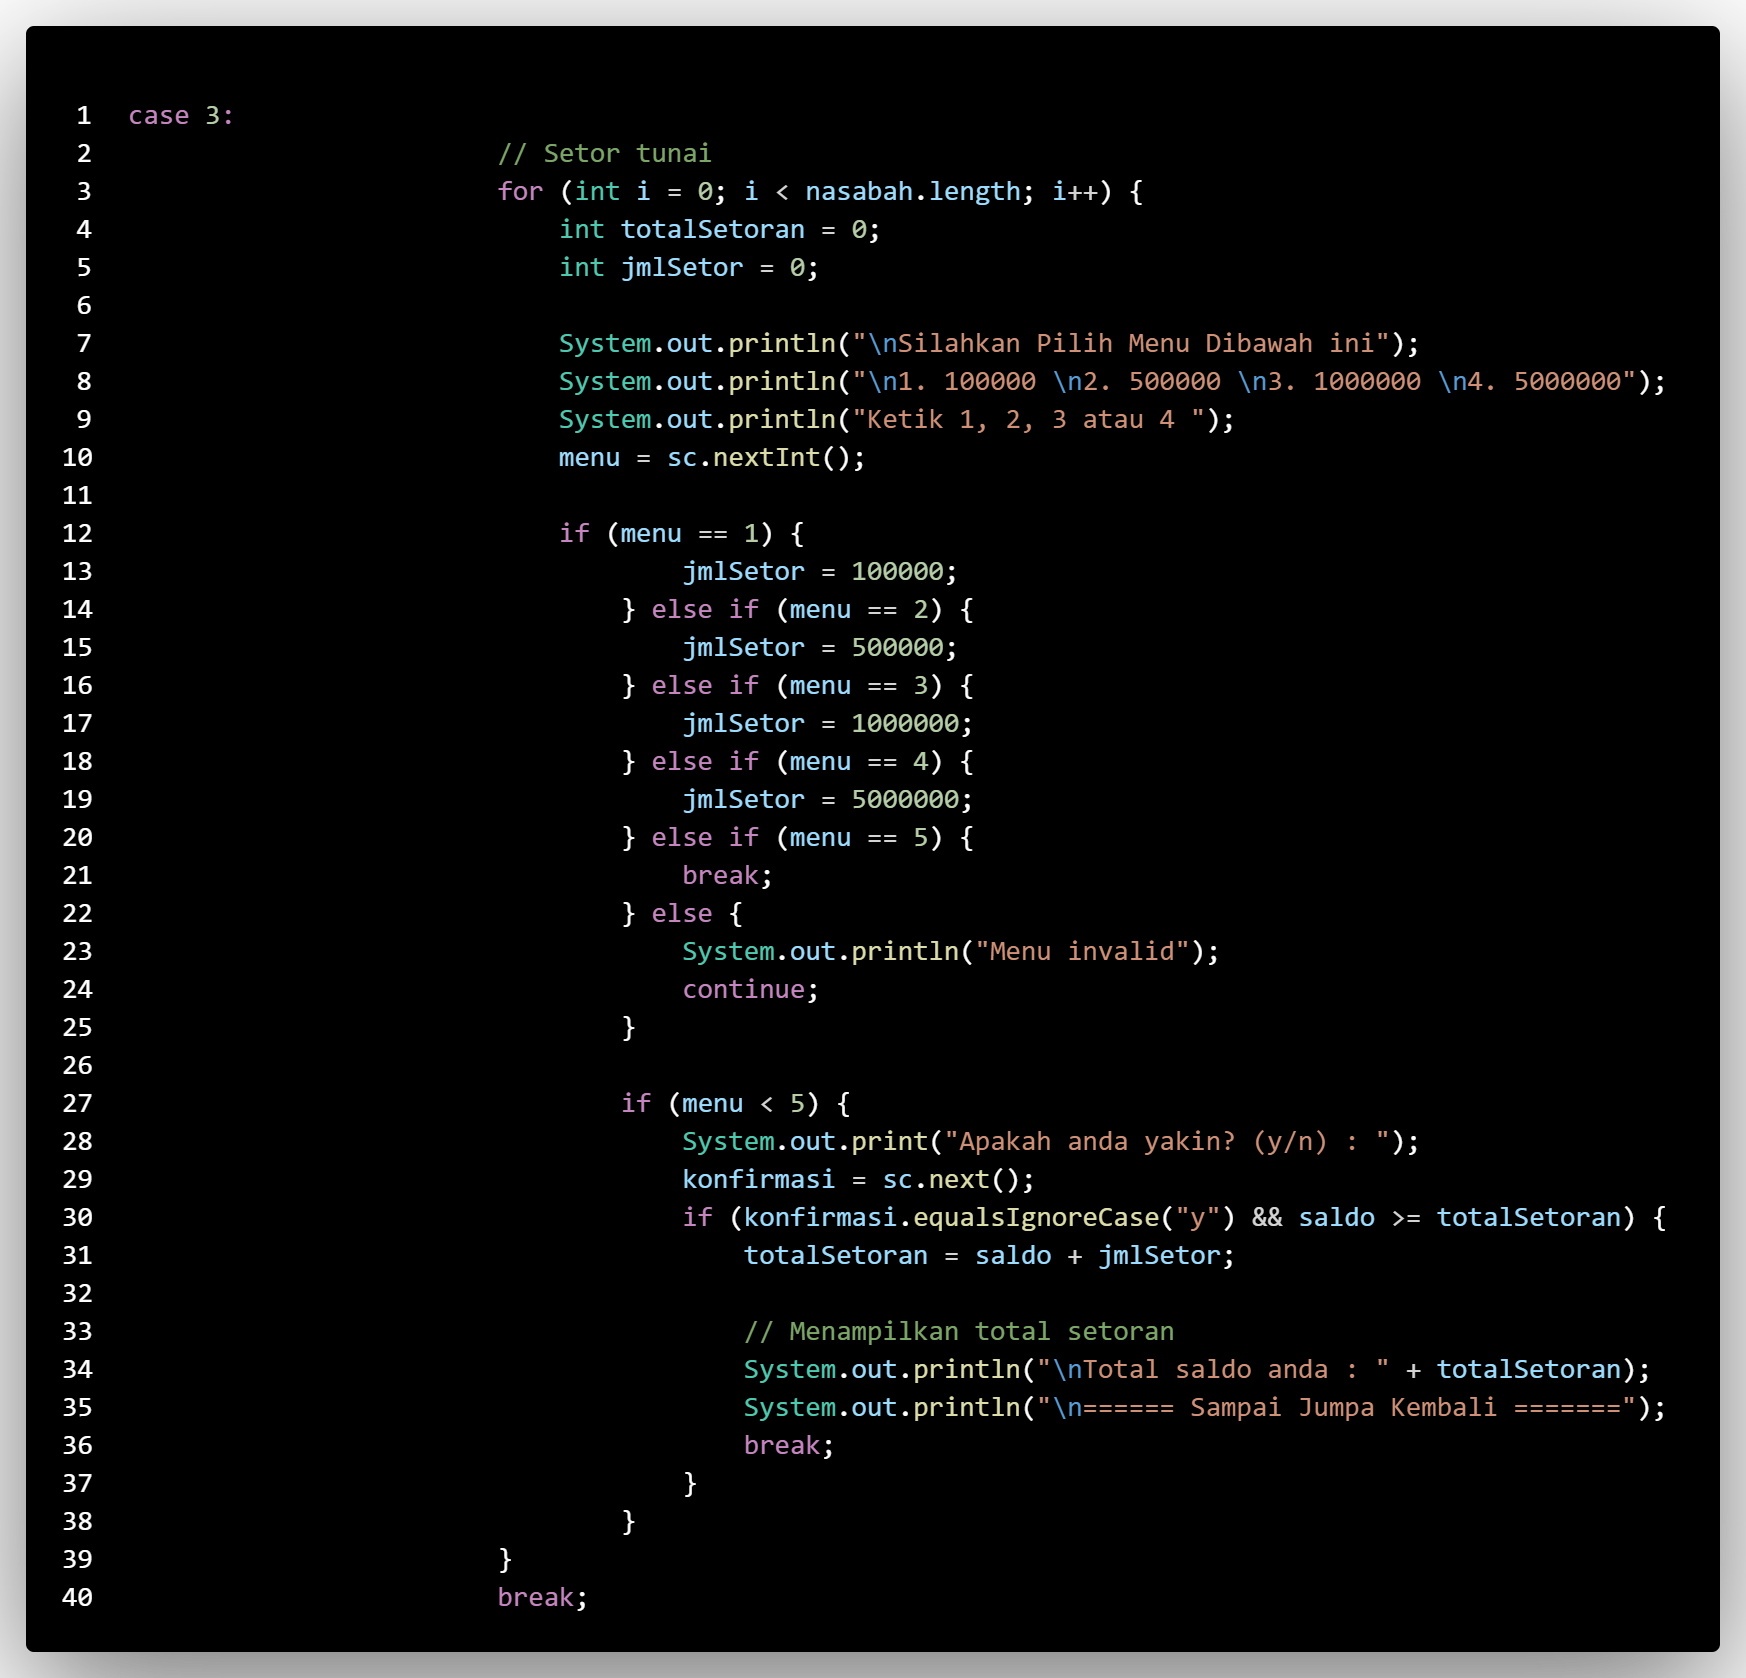 1 case 3:
2 // Setor tunai
3 for (int i = 0; i < nasabah.length; i++) {
4 int totalSetoran = 0;
5 int jmlSetor = 0;
6
7 System.out.println("\nSilahkan Pilih Menu Dibawah ini");
8 System.out.println("\n1. 100000 \n2. 500000 \n3. 1000000 \n4. 5000000");
9 System.out.println("Ketik 1, 2, 3 atau 4 ");
10 menu = sc.nextInt();
11
12 if (menu == 1) {
13 jmlSetor = 100000;
14 } else if (menu == 2) {
15 jmlSetor = 500000;
16 } else if (menu == 3) {
17 jmlSetor = 1000000;
18 } else if (menu == 4) {
19 jmlSetor = 5000000;
20 } else if (menu == 5) {
21 break;
22 } else {
23 System.out.println("Menu invalid");
24 continue;
25 }
26
27 if (menu < 5) {
28 System.out.print("Apakah anda yakin? (y/n) : ");
29 konfirmasi = sc.next();
30 if (konfirmasi.equalsIgnoreCase("y") && saldo >= totalSetoran) {
31 totalSetoran = saldo + jmlSetor;
32
33 // Menampilkan total setoran
34 System.out.println("\nTotal saldo anda : " + totalSetoran);
35 System.out.println("\n====== Sampai Jumpa Kembali =======");
36 break;
37 }
38 }
39 }
40 break;